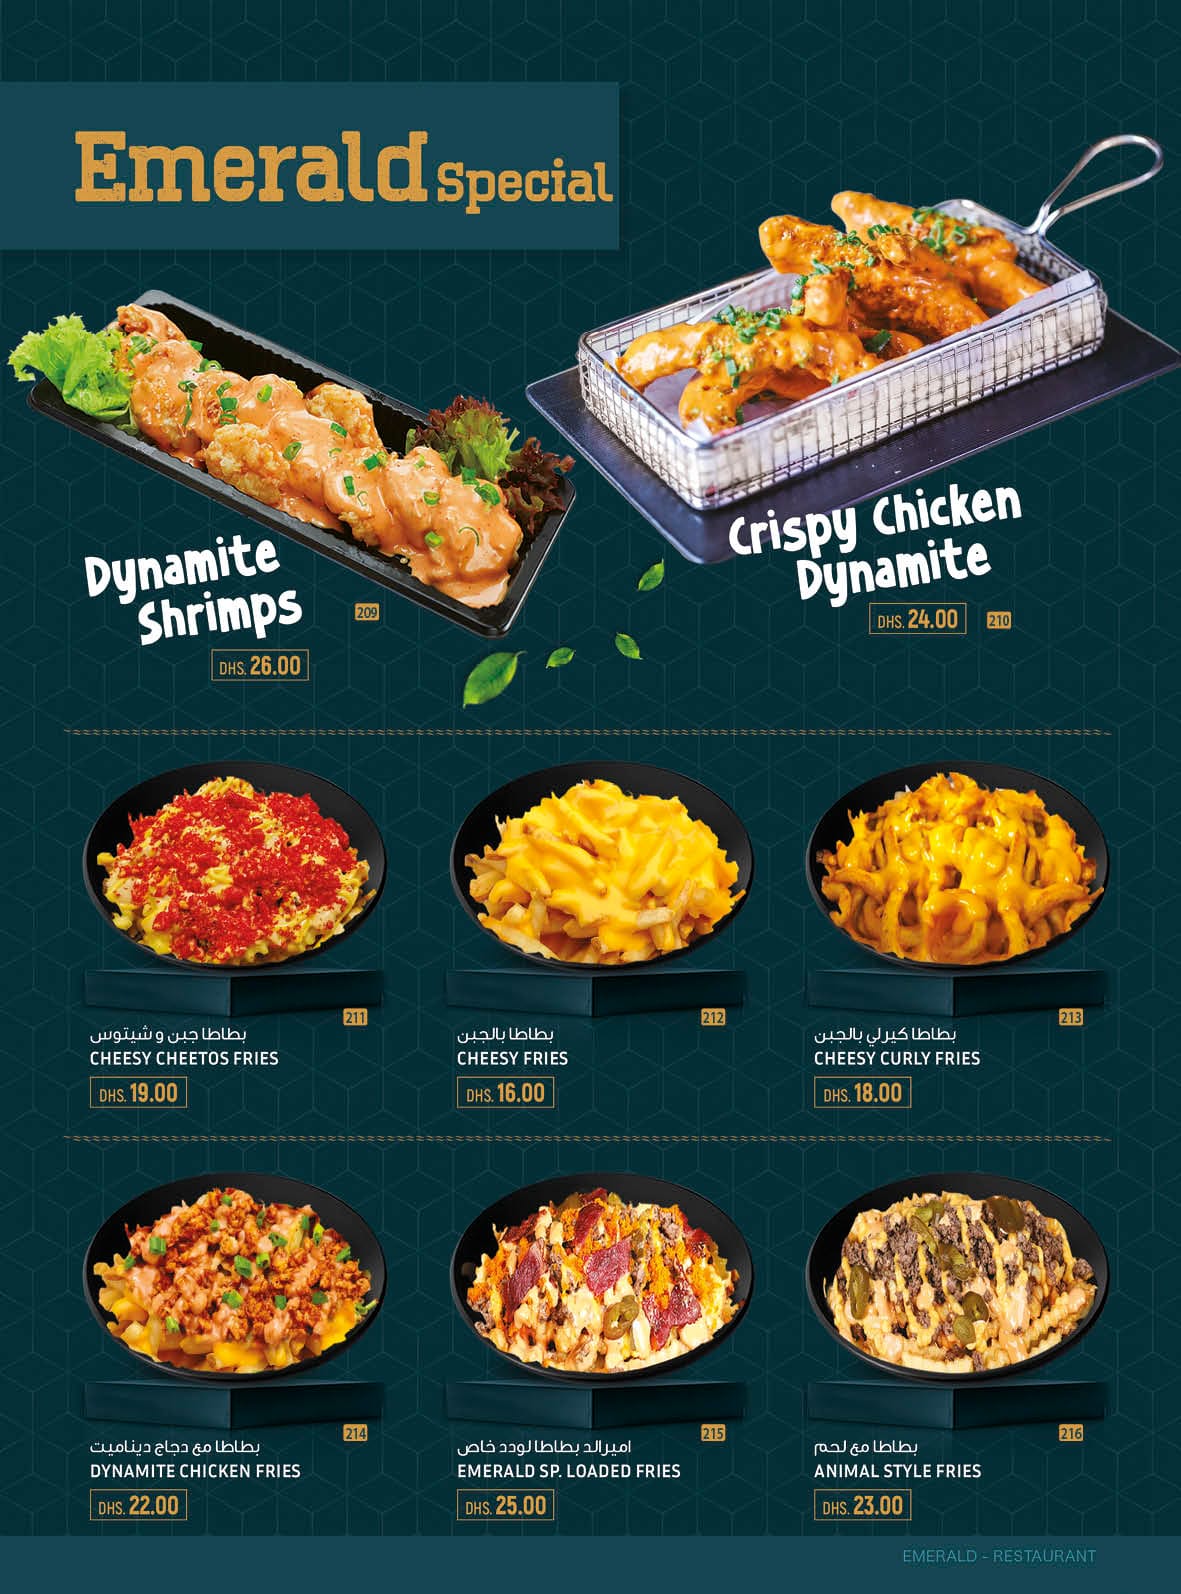 Emerald Special
Dynamite
Shrimps
209
DHS. 26.00
Crispy Chicken
Dynamite
DHS. 24.00
210
211
بطاطا جبن و شيتوس
CHEESY CHEETOS FRIES
DHS. 19.00
212
بطاطا بالجبن
CHEESY FRIES
DHS. 16.00
213
بطاطا كيرلي بالجبن
CHEESY CURLY FRIES
DHS. 18.00
214
بطاطا مع دجاج ديناميت
DYNAMITE CHICKEN FRIES
DHS. 22.00
215
اميرالد بطاطا لودد خاص
EMERALD SP. LOADED FRIES
DHS. 25.00
216
بطاطا مع لحم
ANIMAL STYLE FRIES
DHS. 23.00
EMERALD - RESTAURANT